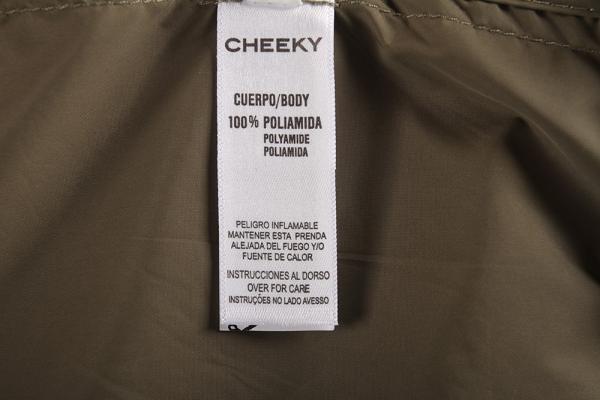 CHEEKY
CUERPO/BODY
100% POLIAMIDA
POLYAMIDE
POLIAMIDA
PELIGRO INFLAMABLE
MANTENER ESTA PRENDA
ALEJADA DEL FUEGO Y/O
FUENTE DE CALOR
INSTRUCCIONES AL DORSO
OVER FOR CARE
INSTRUÇÕES NO LADO AVESSO